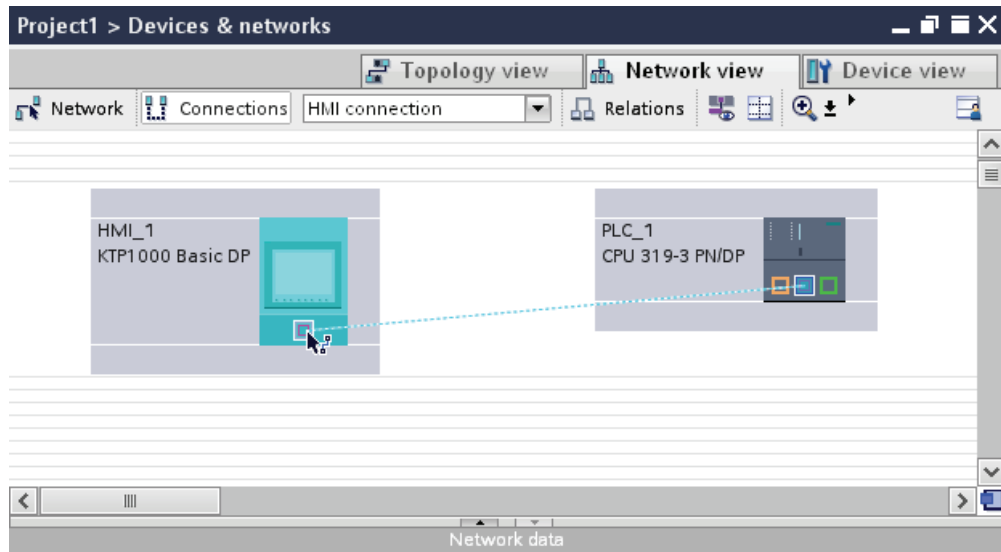 Project1 > Devices & networks
Topology view
Network view
Device view
Network
Connections
HMI connection
Relations
HMI_1
KTP1000 Basic DP
PLC_1
CPU 319-3 PN/DP
Network data